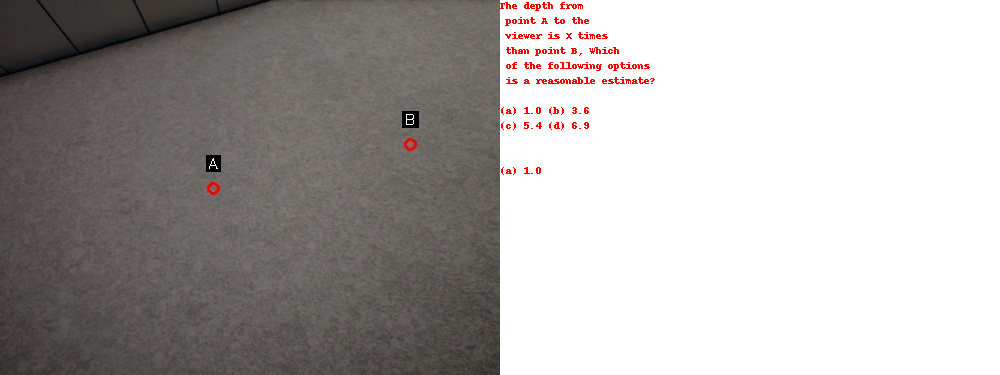 A
B
The depth from
point A to the
viewer is X times
than point B, Which
of the following options
is a reasonable estimate?
(a) 1.0 (b) 3.6
(c) 5.4 (d) 6.9
(a) 1.0